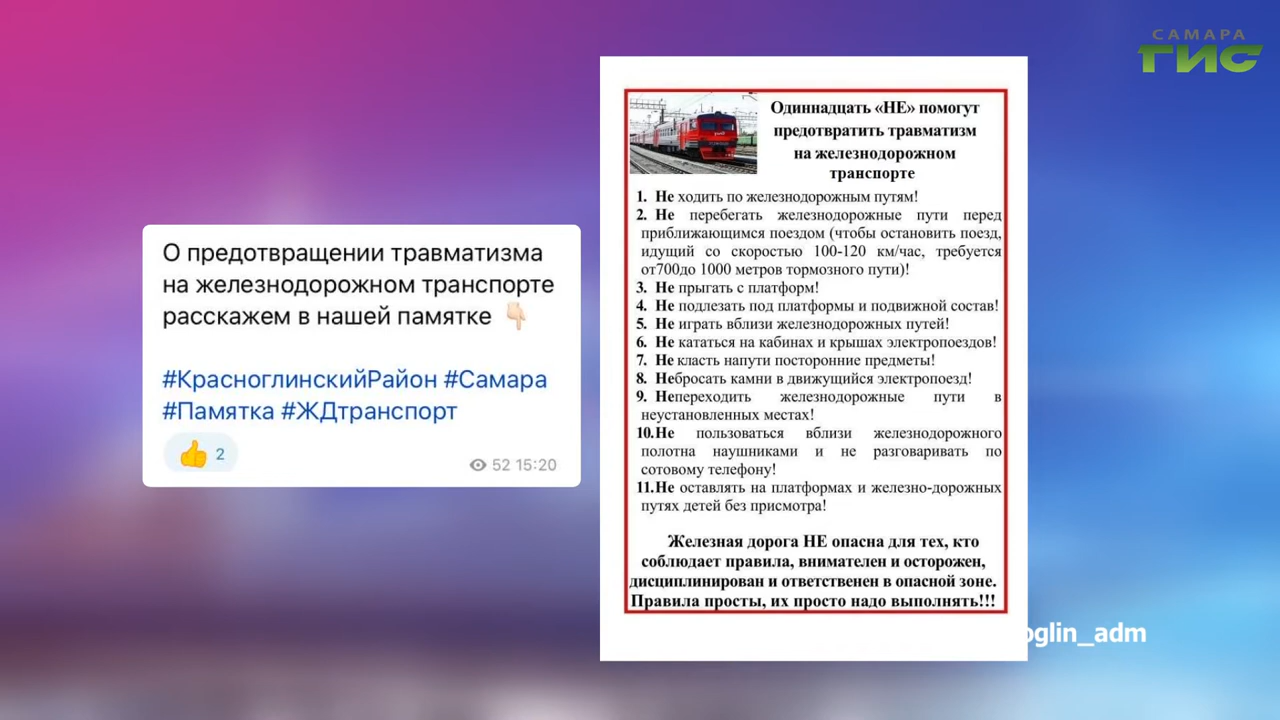 САМАРА
ГИС
О предотвращении травматизма
на железнодорожном транспорте
расскажем в нашей памятке 👇🏻
#КрасноглинскийРайон #Самара
#Памятка #ЖДтранспорт
👍 2
52 15:20
Одиннадцать «НЕ» помогут
предотвратить травматизм
на железнодорожном
транспорте
1. Не ходить по железнодорожным путям!
2. Не перебегать железнодорожные пути перед
приближающимся поездом (чтобы остановить поезд,
идущий со скоростью 100-120 км/час, требуется
от700до 1000 метров тормозного пути)!
3. Не прыгать с платформ!
4. Не подлезать под платформы и подвижной состав!
5. Не играть вблизи железнодорожных путей!
6. Не кататься на кабинах и крышах электропоездов!
7. Не класть напути посторонние предметы!
8. Небросать камни в движущийся электропоезд!
9. Непереходить железнодорожные пути в
неустановленных местах!
10.Не пользоваться вблизи железнодорожного
полотна наушниками и не разговаривать по
сотовому телефону!
11.Не оставлять на платформах и железно-дорожных
путях детей без присмотра!
Железная дорога НЕ опасна для тех, кто
соблюдает правила, внимателен и осторожен,
дисциплинирован и ответственен в опасной зоне.
Правила просты, их просто надо выполнять!!!
oglin_adm